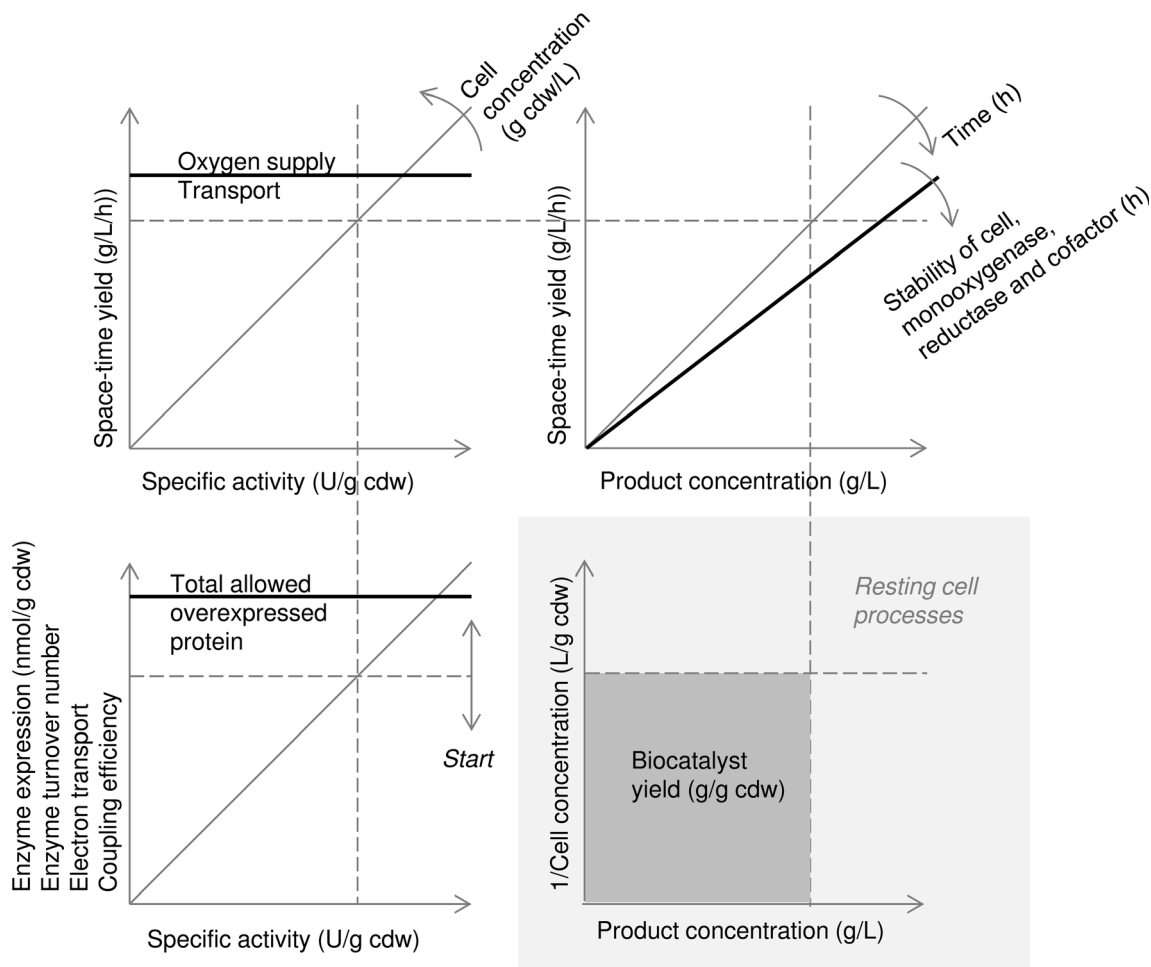 Cell
concentration
(g cdw/L)
Oxygen supply
Transport
Space-time yield (g/L/h))
Specific activity (U/g cdw)
Time (h)
Stability of cell,
monooxygenase,
reductase and cofactor (h)
Space-time yield (g/L/h))
Product concentration (g/L)
Enzyme expression (nmol/g cdw)
Enzyme turnover number
Electron transport
Coupling efficiency
Total allowed
overexpressed
protein
Start
Specific activity (U/g cdw)
Resting cell
processes
1/Cell concentration (L/g cdw)
Biocatalyst
yield (g/g cdw)
Product concentration (g/L)